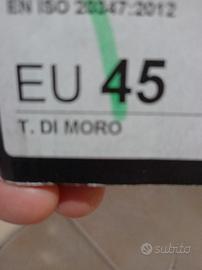 EN ISO 20347:2012
EU 45
T. DI MORO
subito